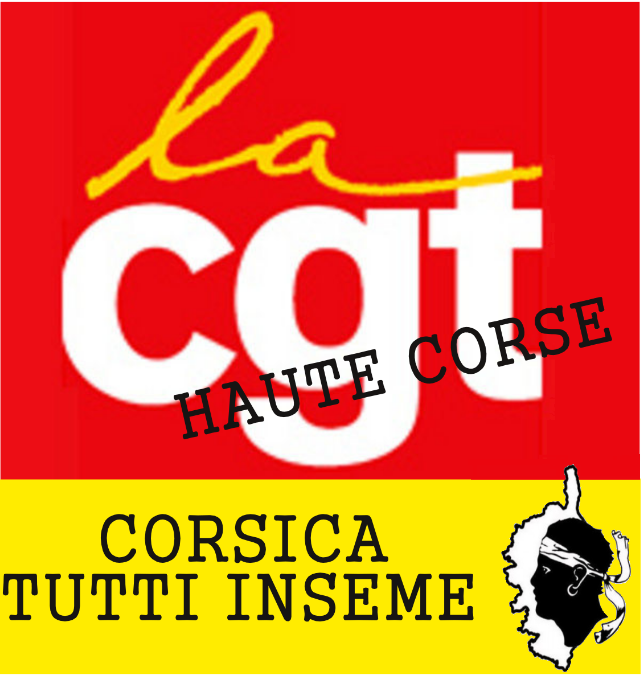 la
cgt
HAUTE CORSE
CORSICA
TUTTI INSEME